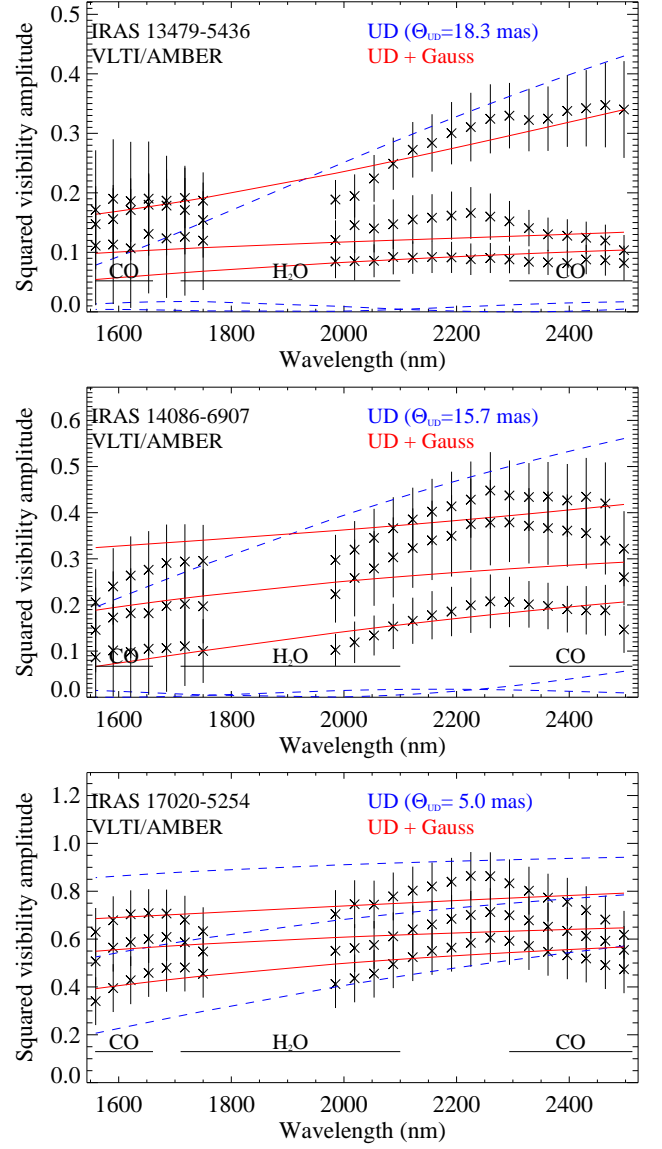 0.5
IRAS 13479-5436 UD (ΘUD=18.3 mas)
VLTI/AMBER UD + Gauss
0.4
0.3
0.2
0.1
CO H₂O CO
0.0
Squared visibility amplitude
1600 1800 2000 2200 2400
Wavelength (nm)
0.6
IRAS 14086-6907 UD (ΘUD=15.7 mas)
VLTI/AMBER UD + Gauss
0.5
0.4
0.3
0.2
0.1
CO H₂O CO
0.0
Squared visibility amplitude
1600 1800 2000 2200 2400
Wavelength (nm)
1.2
IRAS 17020-5254 UD (ΘUD= 5.0 mas)
VLTI/AMBER UD + Gauss
1.0
0.8
0.6
0.4
0.2
CO H₂O CO
0.0
Squared visibility amplitude
1600 1800 2000 2200 2400
Wavelength (nm)